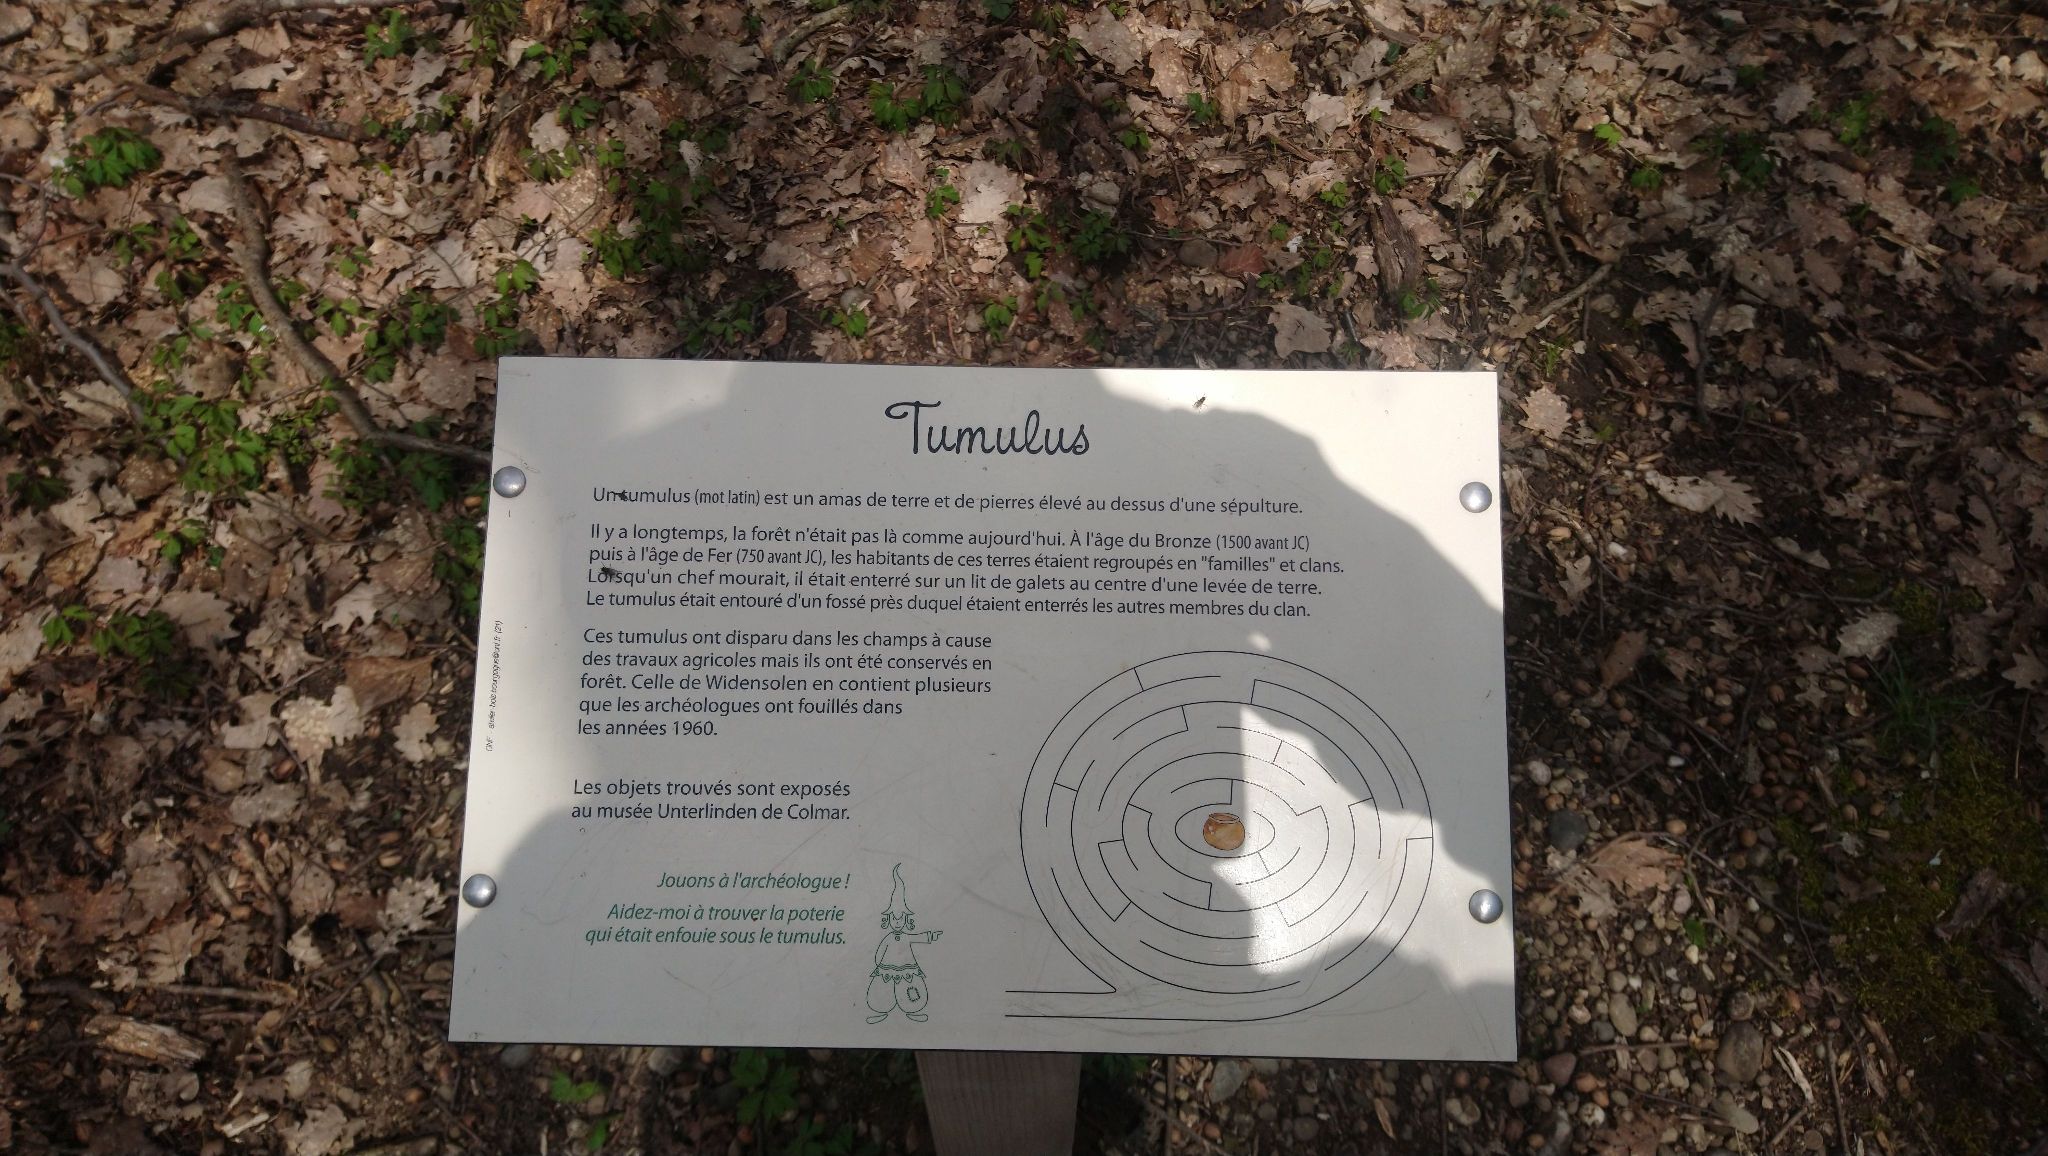 Tumulus
Un tumulus (mot latin) est un amas de terre et de pierres élevé au dessus d'une sépulture.
Il y a longtemps, la forêt n'était pas là comme aujourd'hui. À l'âge du Bronze (1500 avant JC)
puis à l'âge de Fer (750 avant JC), les habitants de ces terres étaient regroupés en "familles" et clans.
Lorsqu'un chef mourait, il était enterré sur un lit de galets au centre d'une levée de terre.
Le tumulus était entouré d'un fossé près duquel étaient enterrés les autres membres du clan.
Ces tumulus ont disparu dans les champs à cause
des travaux agricoles mais ils ont été conservés en
forêt. Celle de Widensolen en contient plusieurs
que les archéologues ont fouillés dans
les années 1960.
Les objets trouvés sont exposés
au musée Unterlinden de Colmar.
Jouons à l'archéologue !
Aidez-moi à trouver la poterie
qui était enfouie sous le tumulus.